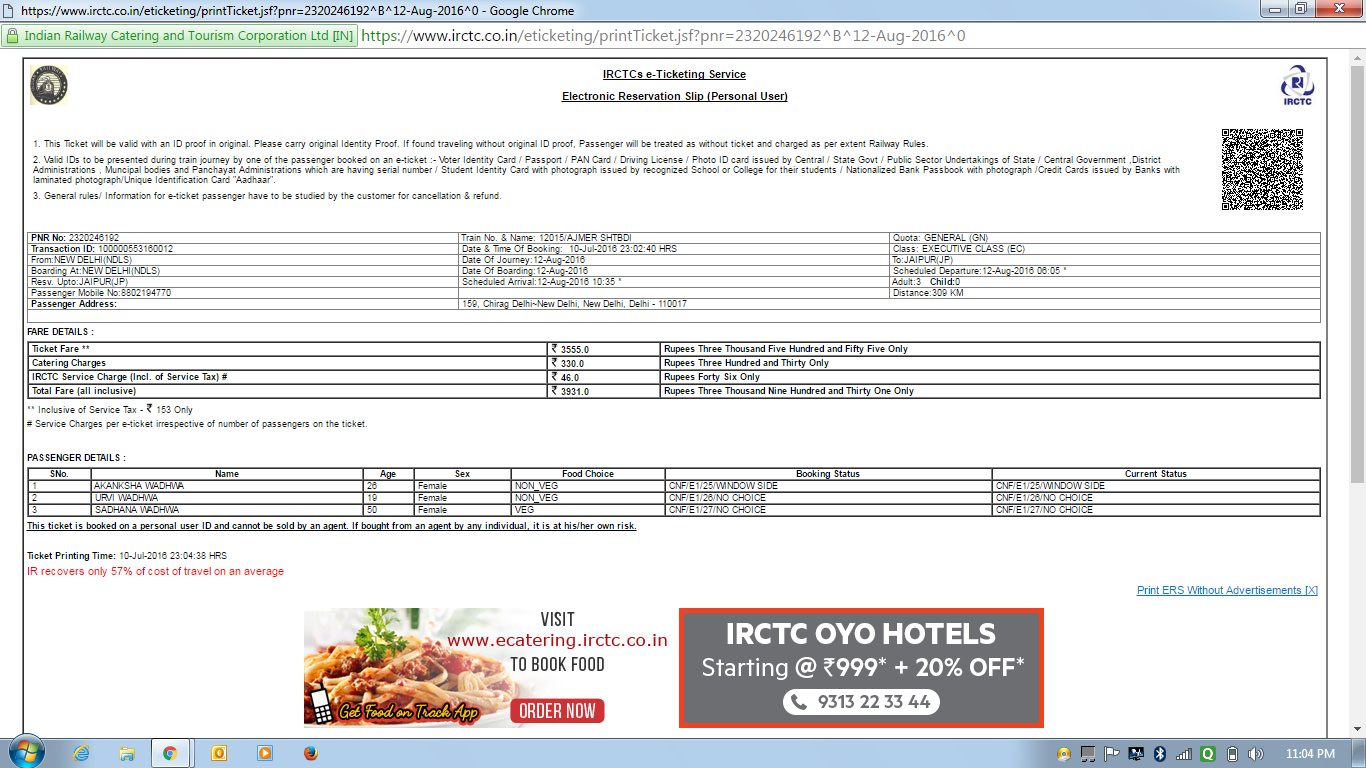 https://www.irctc.co.in/eticketing/printTicket.jsf?pnr=2320246192^B^12-Aug-2016^0 - Google Chrome
Indian Railway Catering and Tourism Corporation Ltd [IN] https://www.irctc.co.in/eticketing/printTicket.jsf?pnr=2320246192^B^12-Aug-2016^0
IRCTCs e-Ticketing Service
Electronic Reservation Slip (Personal User)
IRCTC
1. This Ticket will be valid with an ID proof in original. Please carry original Identity Proof. If found traveling without original ID proof, Passenger will be treated as without ticket and charged as per extent Railway Rules.
2. Valid IDs to be presented during train journey by one of the passenger booked on an e-ticket :- Voter Identity Card / Passport / PAN Card / Driving License / Photo ID card issued by Central / State Govt / Public Sector Undertakings of State / Central Government ,District
Administrations , Muncipal bodies and Panchayat Administrations which are having serial number / Student Identity Card with photograph issued by recognized School or College for their students / Nationalized Bank Passbook with photograph /Credit Cards issued by Banks with
laminated photograph/Unique Identification Card "Aadhaar".
3. General rules/ Information for e-ticket passenger have to be studied by the customer for cancellation & refund.
PNR No: 2320246192 Train No. & Name: 12015/AJMER SHTBDI Quota: GENERAL (GN)
Transaction ID: 100000553160012 Date & Time Of Booking: 10-Jul-2016 23:02:40 HRS Class: EXECUTIVE CLASS (EC)
From:NEW DELHI(NDLS) Date Of Journey:12-Aug-2016 To:JAIPUR(JP)
Boarding At:NEW DELHI(NDLS) Date Of Boarding:12-Aug-2016 Scheduled Departure:12-Aug-2016 06:05 *
Resv. Upto:JAIPUR(JP) Scheduled Arrival:12-Aug-2016 10:35 * Adult:3 Child:0
Passenger Mobile No:8802194770 Distance:309 KM
Passenger Address: 159, Chirag Delhi~New Delhi, New Delhi, Delhi - 110017
FARE DETAILS :
Ticket Fare ** ₹ 3555.0 Rupees Three Thousand Five Hundred and Fifty Five Only
Catering Charges ₹ 330.0 Rupees Three Hundred and Thirty Only
IRCTC Service Charge (Incl. of Service Tax) # ₹ 46.0 Rupees Forty Six Only
Total Fare (all inclusive) ₹ 3931.0 Rupees Three Thousand Nine Hundred and Thirty One Only
** Inclusive of Service Tax - ₹ 153 Only
# Service Charges per e-ticket irrespective of number of passengers on the ticket.
PASSENGER DETAILS :
SNo. Name Age Sex Food Choice Booking Status Current Status
1 AKANKSHA WADHWA 26 Female NON_VEG CNF/E1/25/WINDOW SIDE CNF/E1/25/WINDOW SIDE
2 URVI WADHWA 19 Female NON_VEG CNF/E1/26/NO CHOICE CNF/E1/26/NO CHOICE
3 SADHANA WADHWA 50 Female VEG CNF/E1/27/NO CHOICE CNF/E1/27/NO CHOICE
This ticket is booked on a personal user ID and cannot be sold by an agent. If bought from an agent by any individual, it is at his/her own risk.
Ticket Printing Time: 10-Jul-2016 23:04:38 HRS
IR recovers only 57% of cost of travel on an average
Print ERS Without Advertisements [X]
VISIT
www.ecatering.irctc.co.in
TO BOOK FOOD
Get Food on Track App
ORDER NOW
IRCTC OYO HOTELS
Starting @ ₹999* + 20% OFF*
9313 22 33 44
11:04 PM